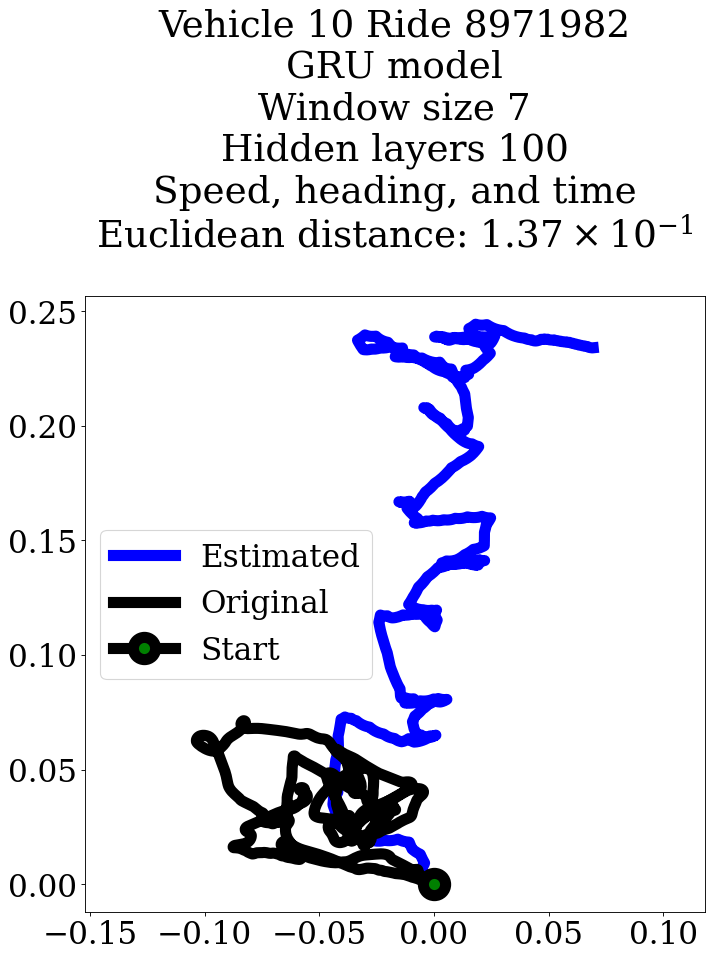 Vehicle 10 Ride 8971982
GRU model
Window size 7
Hidden layers 100
Speed, heading, and time
Euclidean distance: 1.37 × 10⁻¹
0.25
0.20
0.15
0.10
0.05
0.00
Estimated
Original
Start
−0.15 −0.10 −0.05 0.00 0.05 0.10